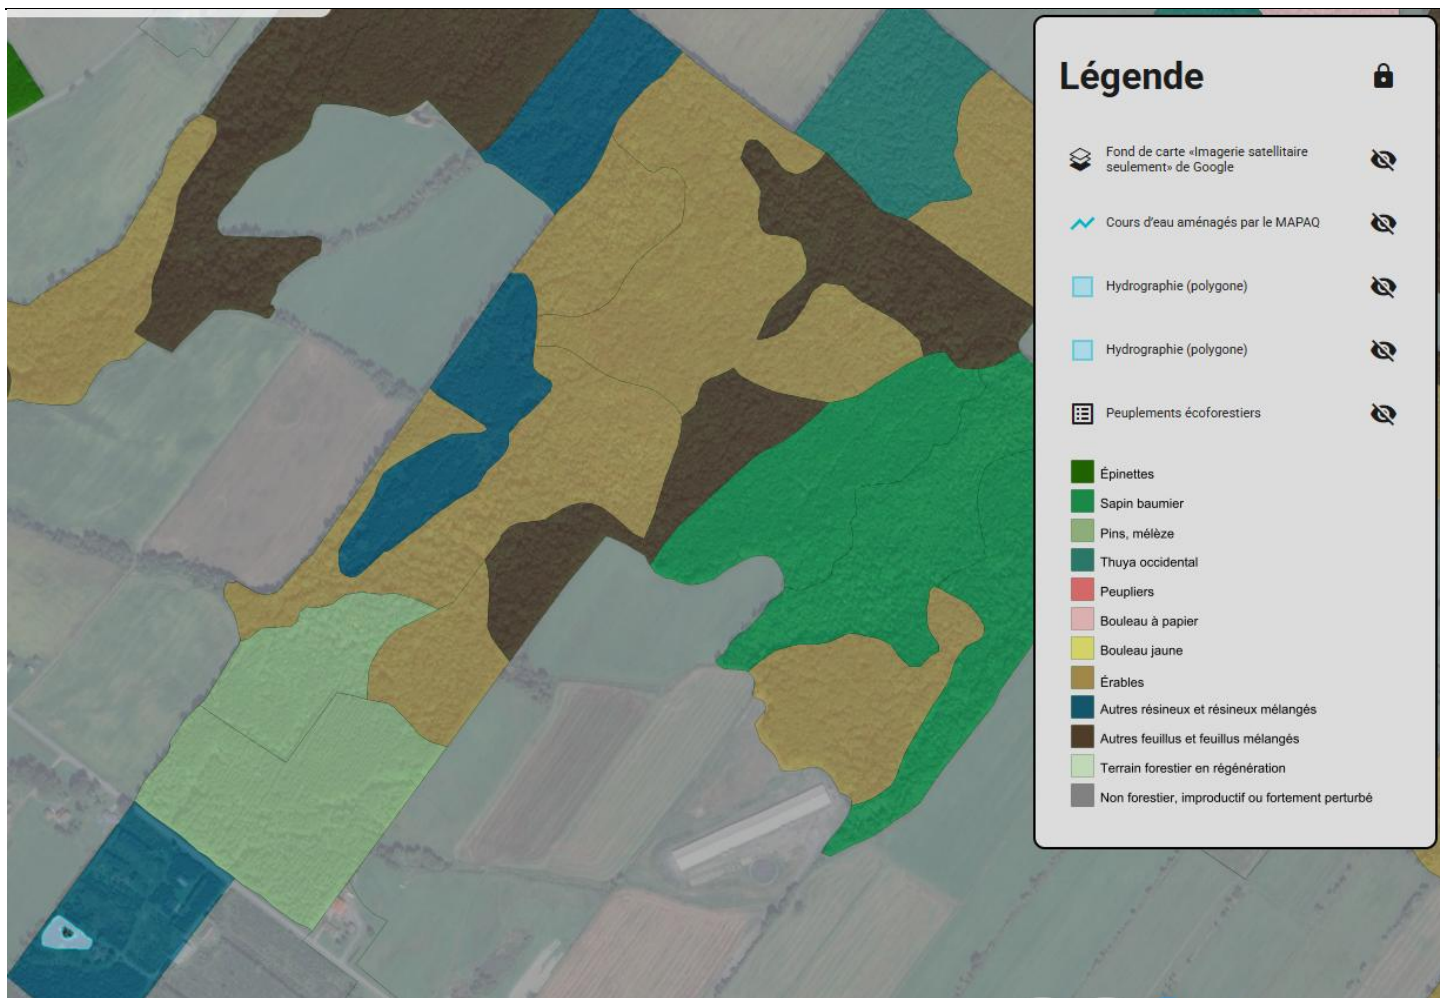 Légende
Fond de carte «Imagerie satellitaire
seulement» de Google
Cours d'eau aménagés par le MAPAQ
Hydrographie (polygone)
Hydrographie (polygone)
Peuplements écoforestiers
Épinettes
Sapin baumier
Pins, mélèze
Thuya occidental
Peupliers
Bouleau à papier
Bouleau jaune
Érables
Autres résineux et résineux mélangés
Autres feuillus et feuillus mélangés
Terrain forestier en régénération
Non forestier, improductif ou fortement perturbé